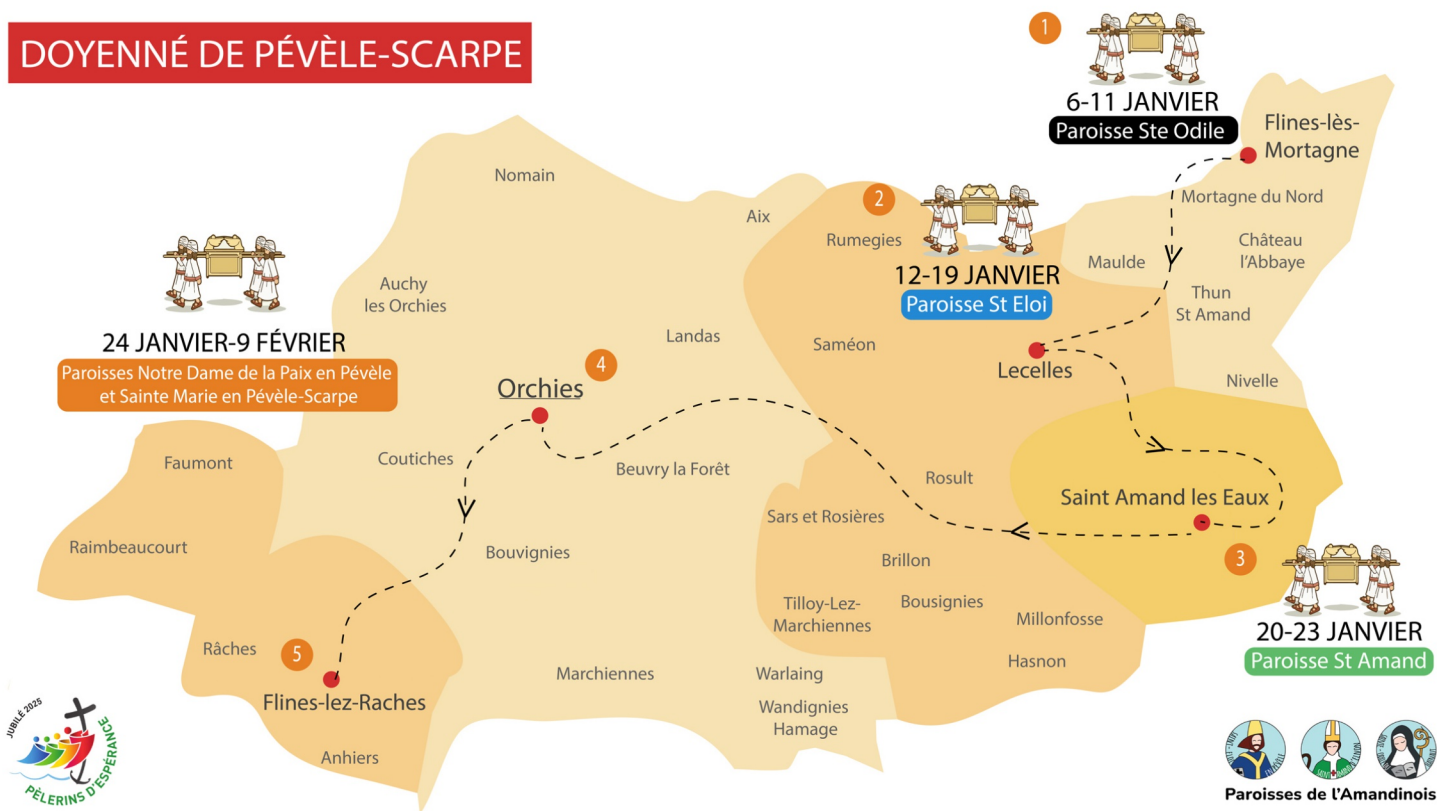 DOYENNÉ DE PÉVÈLE-SCARPE
1
6-11 JANVIER
Paroisse Ste Odile
Flines-lès-
Mortagne
Mortagne du Nord
Château
l'Abbaye
Maulde
Thun
St Amand
Nivelle
2
Rumegies
12-19 JANVIER
Paroisse St Eloi
Saméon
Lecelles
Nomain
Aix
Auchy
les Orchies
Landas
24 JANVIER-9 FÉVRIER
Paroisses Notre Dame de la Paix en Pévèle
et Sainte Marie en Pévèle-Scarpe
Orchies
4
Faumont
Coutiches
Beuvry la Forêt
Rosult
Saint Amand les Eaux
Sars et Rosières
Raimbeaucourt
Bouvignies
Brillon
3
Tilloy-Lez-
Marchiennes
Bousignies
Millonfosse
20-23 JANVIER
Paroisse St Amand
Râches
5
Hasnon
Marchiennes
Warlaing
Flines-lez-Raches
Wandignies
Hamage
Anhiers
JUBILÉ 2025
PÈLERINS D'ESPÉRANCE
Paroisses de l'Amandinois